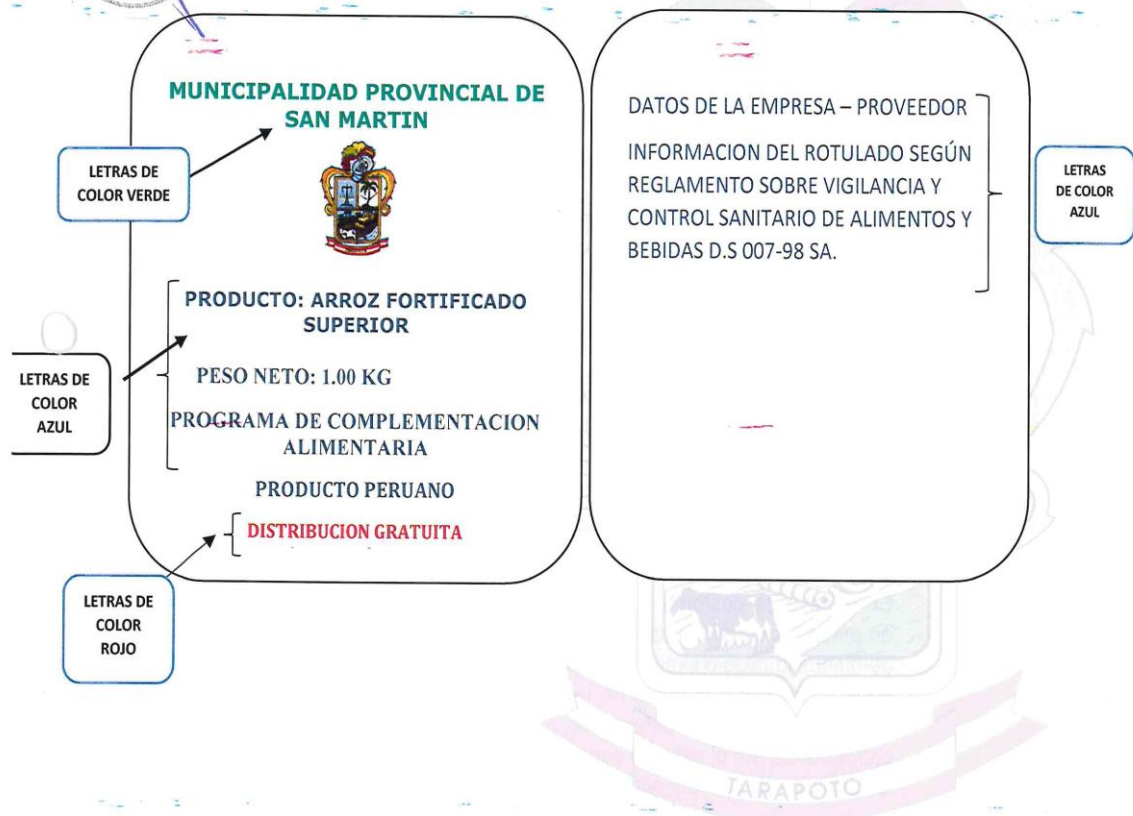 MUNICIPALIDAD PROVINCIAL DE
SAN MARTIN
LETRAS DE
COLOR VERDE
PRODUCTO: ARROZ FORTIFICADO
SUPERIOR
PESO NETO: 1.00 KG
PROGRAMA DE COMPLEMENTACION
ALIMENTARIA
LETRAS DE
COLOR
AZUL
PRODUCTO PERUANO
DISTRIBUCION GRATUITA
LETRAS DE
COLOR
ROJO
DATOS DE LA EMPRESA – PROVEEDOR
INFORMACION DEL ROTULADO SEGÚN
REGLAMENTO SOBRE VIGILANCIA Y
CONTROL SANITARIO DE ALIMENTOS Y
BEBIDAS D.S 007-98 SA.
LETRAS
DE COLOR
AZUL
TARAPOTO